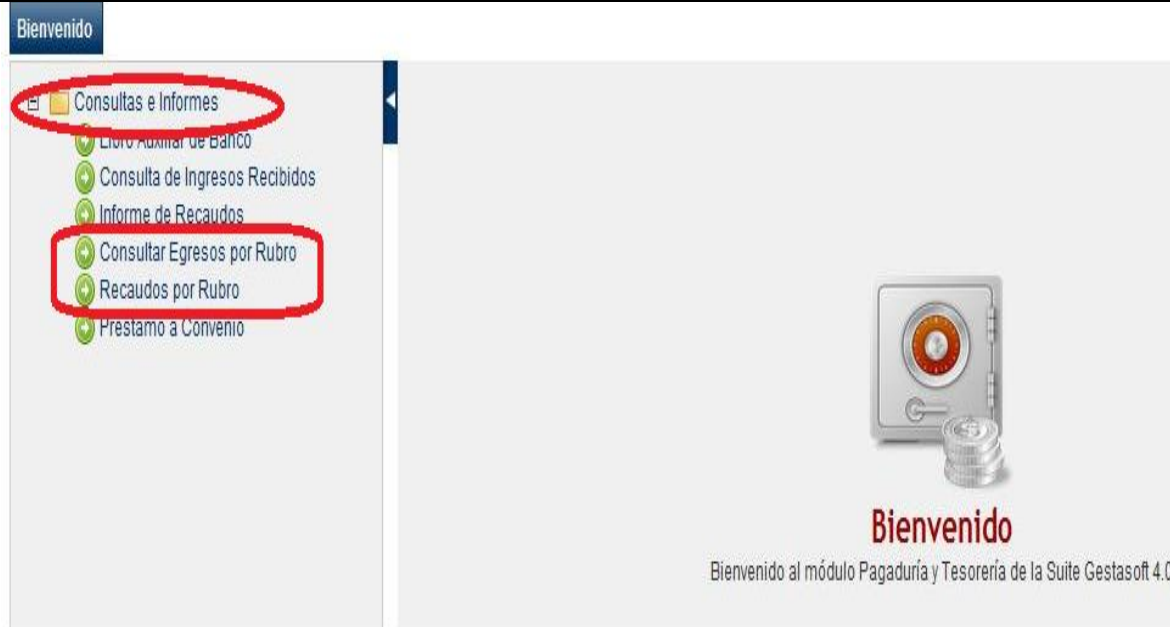 Bienvenido
Consultas e Informes
Libro Auxiliar de Banco
Consulta de Ingresos Recibidos
Informe de Recaudos
Consultar Egresos por Rubro
Recaudos por Rubro
Prestamo a Convenio
Bienvenido
Bienvenido al módulo Pagaduría y Tesorería de la Suite Gestasoft 4.0